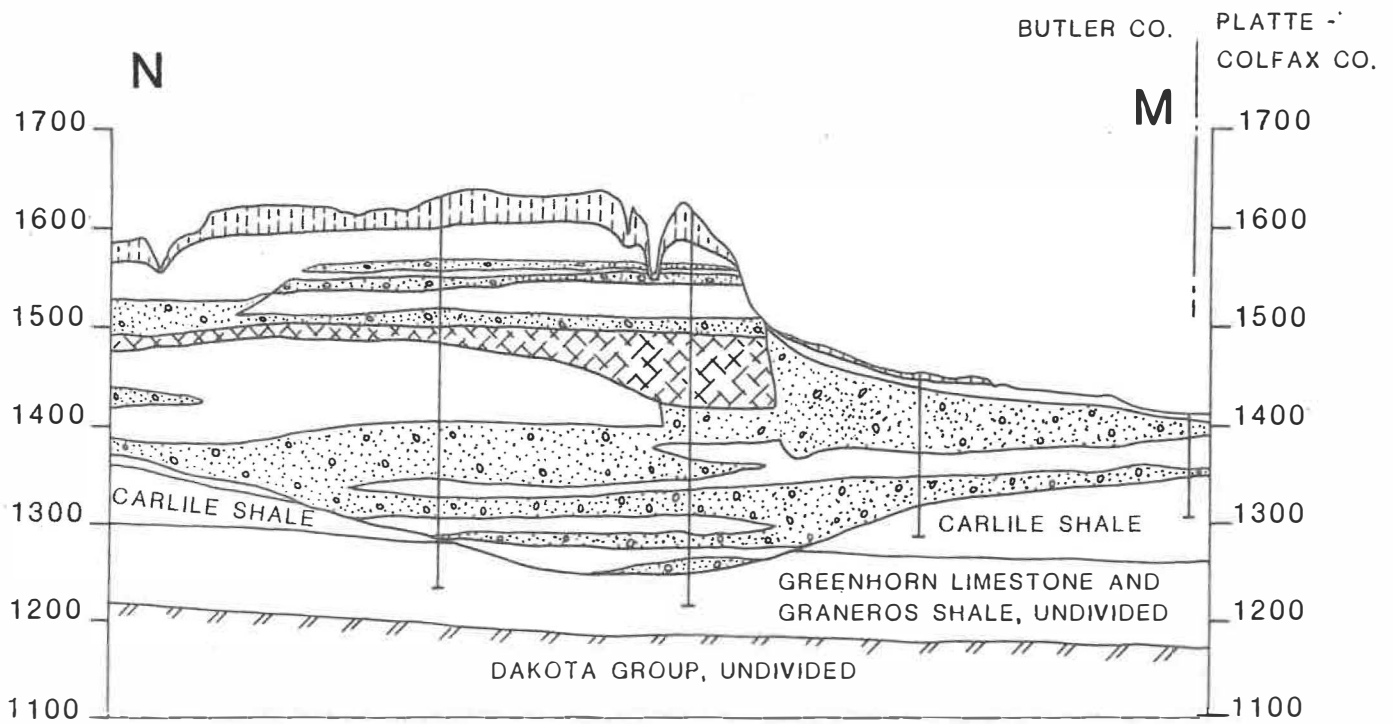 BUTLER CO.
PLATTE -
COLFAX CO.
N
M
1700
1700
1600
1600
1500
1500
1400
1400
1300
1300
1200
1200
1100
1100
CARLILE SHALE
CARLILE SHALE
GREENHORN LIMESTONE AND
GRANEROS SHALE, UNDIVIDED
DAKOTA GROUP, UNDIVIDED